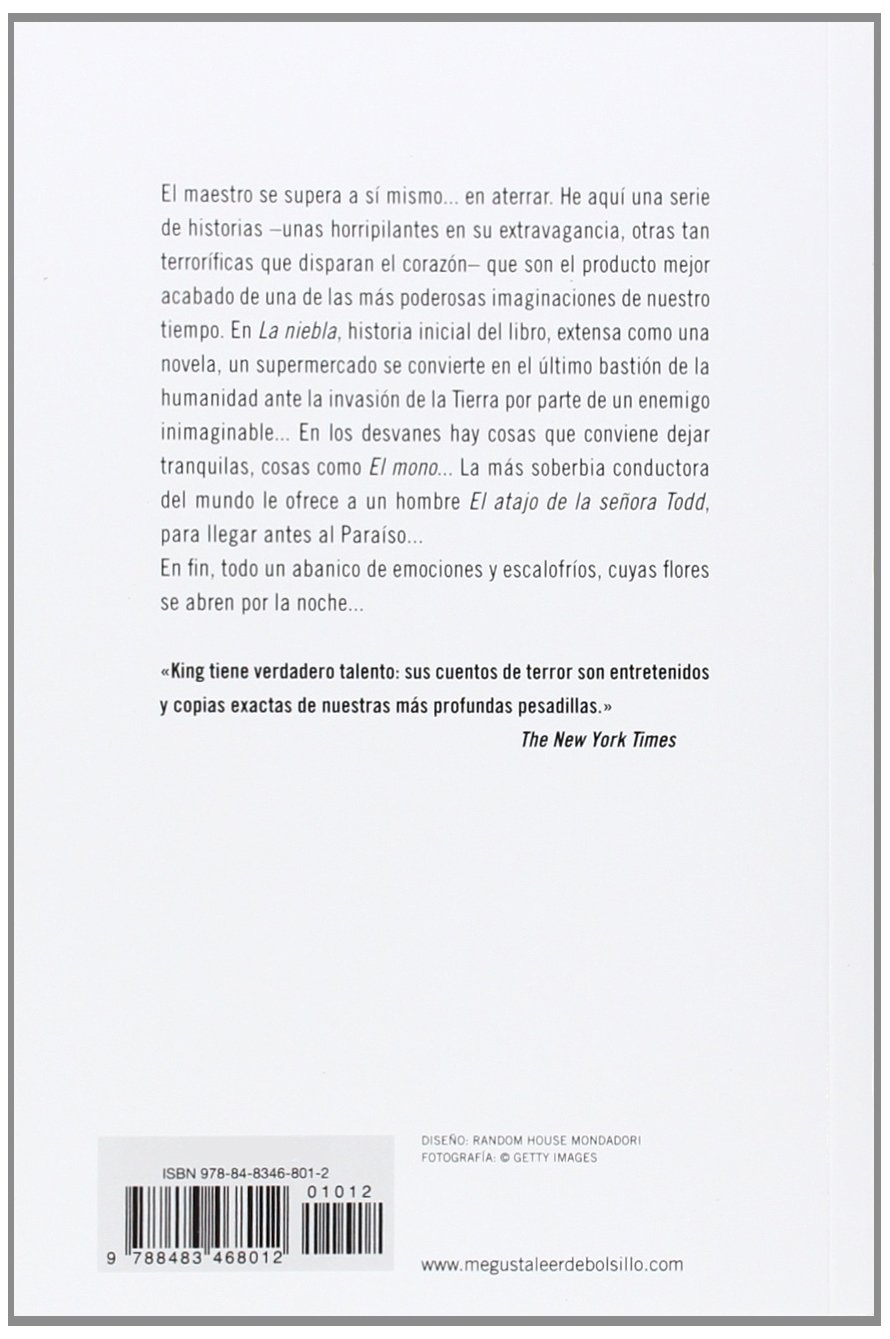 El maestro se supera a sí mismo... en aterrar. He aquí una serie
de historias –unas horripilantes en su extravagancia, otras tan
terroríficas que disparan el corazón– que son el producto mejor
acabado de una de las más poderosas imaginaciones de nuestro
tiempo. En La niebla, historia inicial del libro, extensa como una
novela, un supermercado se convierte en el último bastión de la
humanidad ante la invasión de la Tierra por parte de un enemigo
inimaginable... En los desvanes hay cosas que conviene dejar
tranquilas, cosas como El mono... La más soberbia conductora
del mundo le ofrece a un hombre El atajo de la señora Todd,
para llegar antes al Paraíso...
En fin, todo un abanico de emociones y escalofríos, cuyas flores
se abren por la noche...
«King tiene verdadero talento: sus cuentos de terror son entretenidos
y copias exactas de nuestras más profundas pesadillas.»
The New York Times
DISEÑO: RANDOM HOUSE MONDADORI
FOTOGRAFÍA: © GETTY IMAGES
ISBN 978-84-8346-801-2
01012
9 788483 468012
www.megustaleerdebolsillo.com